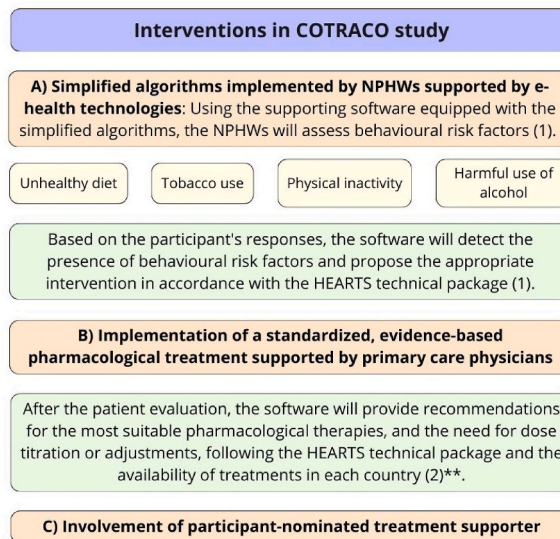 Interventions in COTRACO study
A) Simplified algorithms implemented by NPHWs supported by e-
health technologies: Using the supporting software equipped with the
simplified algorithms, the NPHWs will assess behavioural risk factors (1).
Unhealthy diet
Tobacco use
Physical inactivity
Harmful use of
alcohol
Based on the participant's responses, the software will detect the
presence of behavioural risk factors and propose the appropriate
intervention in accordance with the HEARTS technical package (1).
B) Implementation of a standardized, evidence-based
pharmacological treatment supported by primary care physicians
After the patient evaluation, the software will provide recommendations
for the most suitable pharmacological therapies, and the need for dose
titration or adjustments, following the HEARTS technical package and the
availability of treatments in each country (2)**.
C) Involvement of participant-nominated treatment supporter